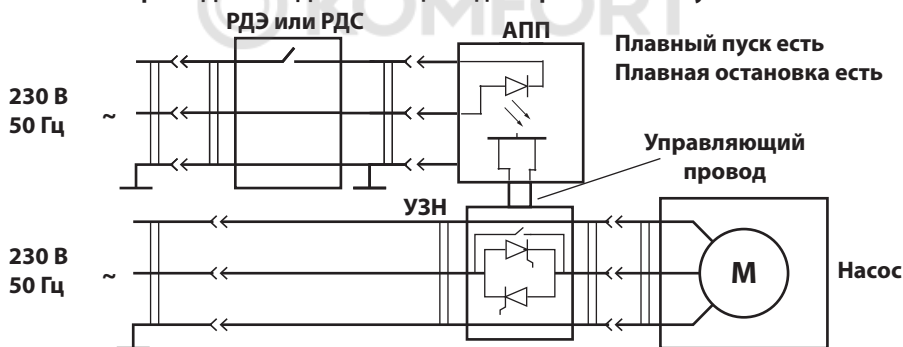 КОМFORT
РДЭ или РДС
АПП
Плавный пуск есть
Плавная остановка есть
230 В
50 Гц
~
Управляющий
провод
УЗН
230 В
50 Гц
~
М
Насос